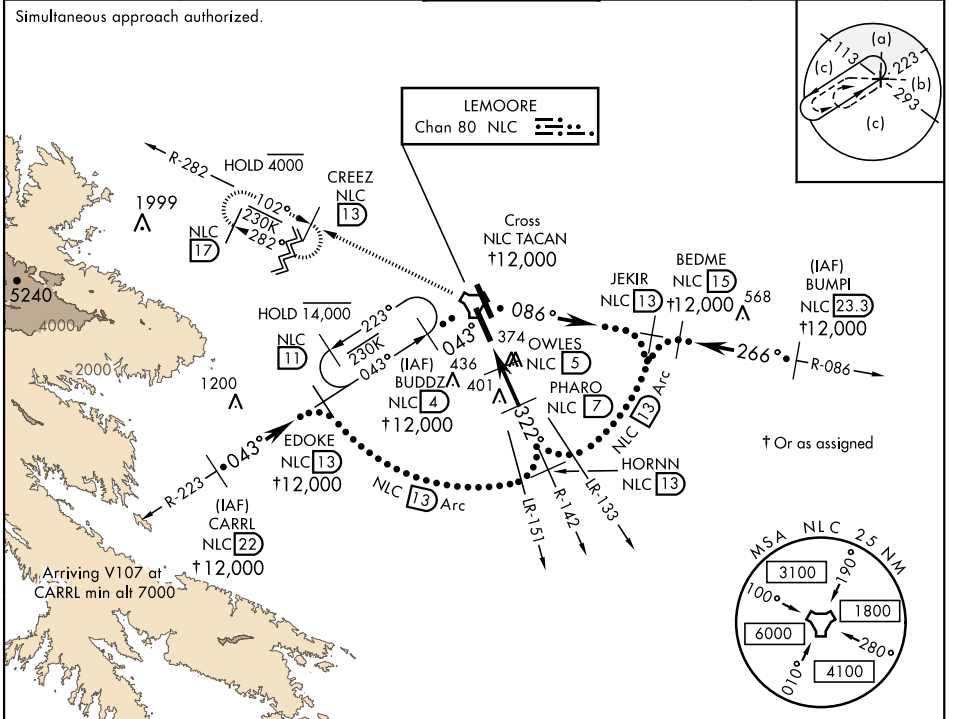 Simultaneous approach authorized.
(a)
113
223
(c)
(b)
293
(c)
LEMOORE
Chan 80 NLC
R-282
HOLD 4000
CREEZ
NLC
13
102°
230K
282°
1999
NLC
17
Cross
NLC TACAN
†12,000
BEDME
NLC 15
†12,000
JEKIR
NLC 13
568
(IAF)
BUMPI
NLC 23.3
†12,000
5240
4000
HOLD 14,000
223°
230K
043°
NLC
11
043°
086°
266°
R-086
374
OWLES
NLC 5
436
401
(IAF)
BUDDZ
NLC 4
†12,000
2000
1200
PHARO
NLC 7
322°
NLC 13 Arc
† Or as assigned
043°
EDOKE
NLC 13
†12,000
HORNN
NLC 13
R-223
(IAF)
CARRL
NLC 22
†12,000
NLC 13 Arc
LR-151
R-142
LR-133
Arriving V107 at
CARRL min alt 7000
MSA NLC 25 NM
3100
190°
100°
1800
6000
280°
010°
4100